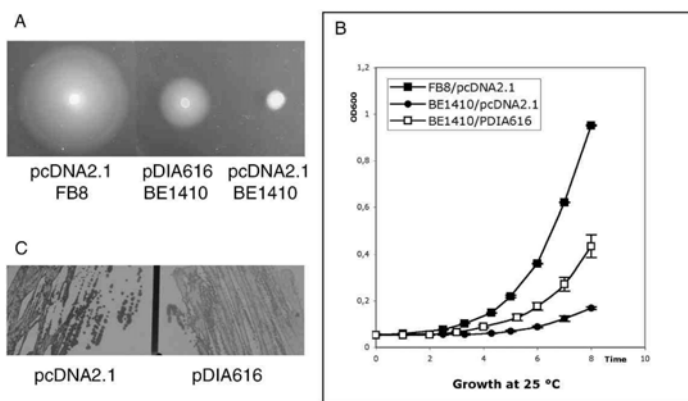 A
pcDNA2.1 pDIA616 pcDNA2.1
FB8 BE1410 BE1410
C
pcDNA2.1 pDIA616
B
OD600
1,2
1
0,8
0,6
0,4
0,2
0
FB8/pcDNA2.1
BE1410/pcDNA2.1
BE1410/PDIA616
0 2 4 6 8 Time 10
Growth at 25 °C